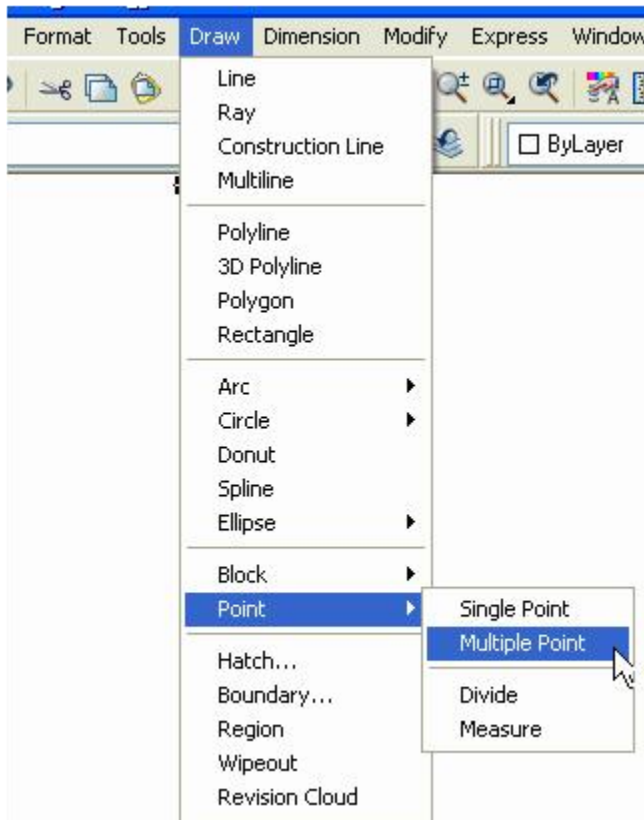 Format Tools Draw Dimension Modify Express Window
Line
Ray
Construction Line
ByLayer
Multiline
Polyline
3D Polyline
Polygon
Rectangle
Arc
Circle
Donut
Spline
Ellipse
Block
Point
Single Point
Multiple Point
Hatch...
Boundary...
Divide
Region
Measure
Wipeout
Revision Cloud